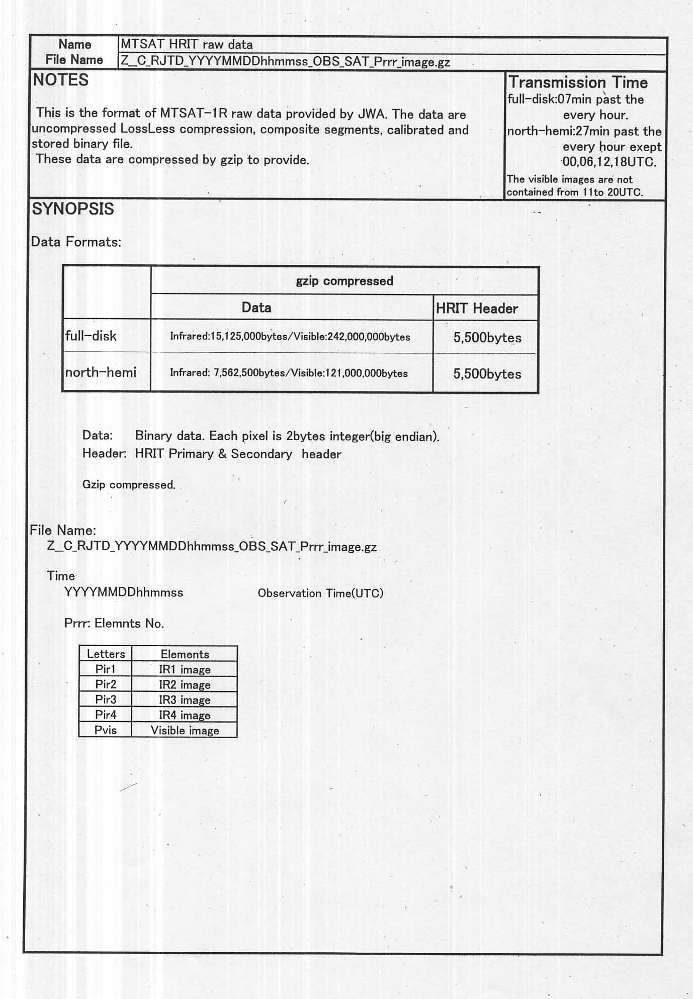 Name MTSAT HRIT raw data
File Name Z__C_RJTD_YYYYMMDDhhmmss_OBS_SAT_Prrr_image.gz
NOTES
This is the format of MTSAT-1R raw data provided by JWA. The data are
uncompressed LossLess compression, composite segments, calibrated and
stored binary file.
These data are compressed by gzip to provide.
Transmission Time
full-disk:07min past the
every hour.
north-hemi:27min past the
every hour exept
00,06,12,18UTC.
The visible images are not
contained from 11to 20UTC.
SYNOPSIS
Data Formats:
gzip compressed
Data HRIT Header
full-disk Infrared:15,125,000bytes/Visible:242,000,000bytes 5,500bytes
north-hemi Infrared: 7,562,500bytes/Visible:121,000,000bytes 5,500bytes
Data: Binary data. Each pixel is 2bytes integer(big endian).
Header: HRIT Primary & Secondary header
Gzip compressed.
File Name:
Z__C_RJTD_YYYYMMDDhhmmss_OBS_SAT_Prrr_image.gz
Time
YYYYMMDDhhmmss Observation Time(UTC)
Prrr: Elemnts No.
Letters Elements
Pir1 IR1 image
Pir2 IR2 image
Pir3 IR3 image
Pir4 IR4 image
Pvis Visible image